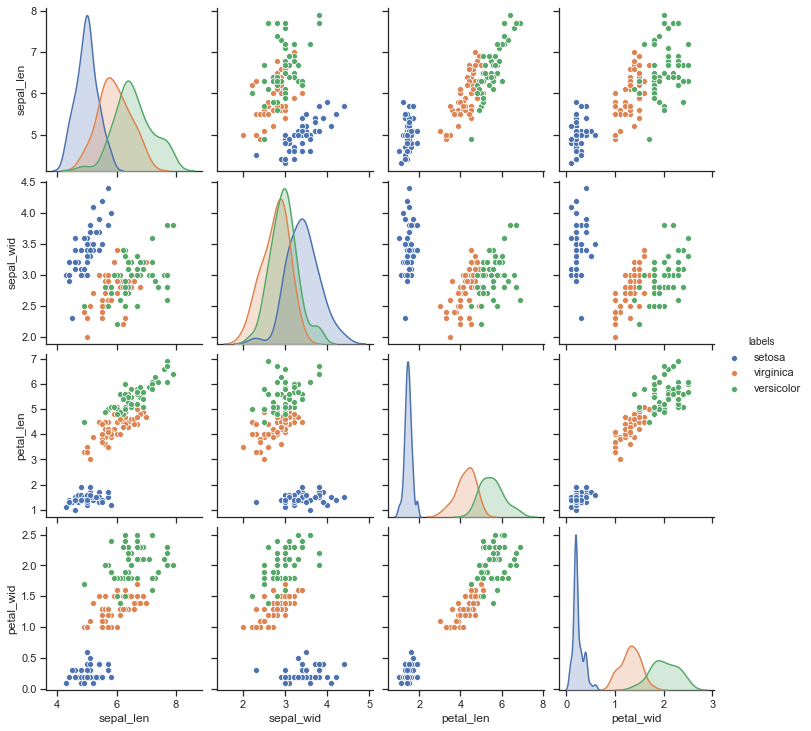 8
7
6
5
sepal_len
4.5
4.0
3.5
3.0
2.5
2.0
sepal_wid
labels
setosa
virginica
versicolor
7
6
5
4
3
2
1
petal_len
2.5
2.0
1.5
1.0
0.5
0.0
petal_wid
4 6 8
sepal_len
2 3 4 5
sepal_wid
2 4 6 8
petal_len
0 1 2 3
petal_wid